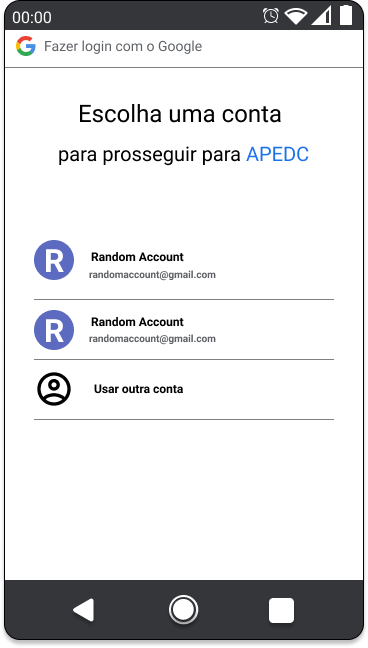 00:00
Fazer login com o Google
Escolha uma conta
para prosseguir para APEDC
R
Random Account
randomaccount@gmail.com
R
Random Account
randomaccount@gmail.com
Usar outra conta